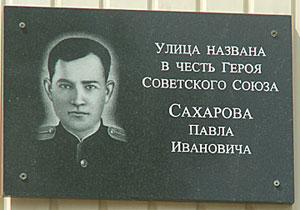 Улица названа
в честь Героя
Советского Союза
Сахарова
Павла
Ивановича